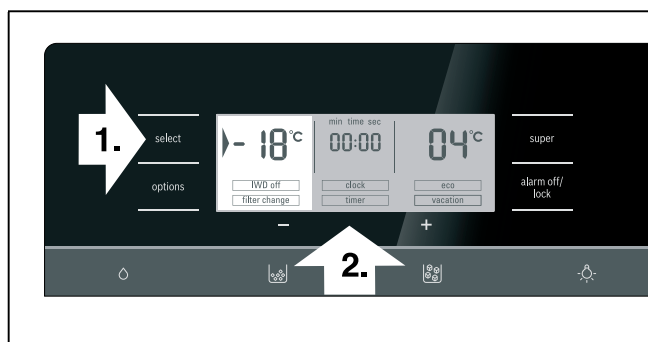 1.
select
options
min time sec
- 18°C
00:00
04°C
IWD off
clock
eco
filter change
timer
vacation
super
alarm off/
lock
− +
2.